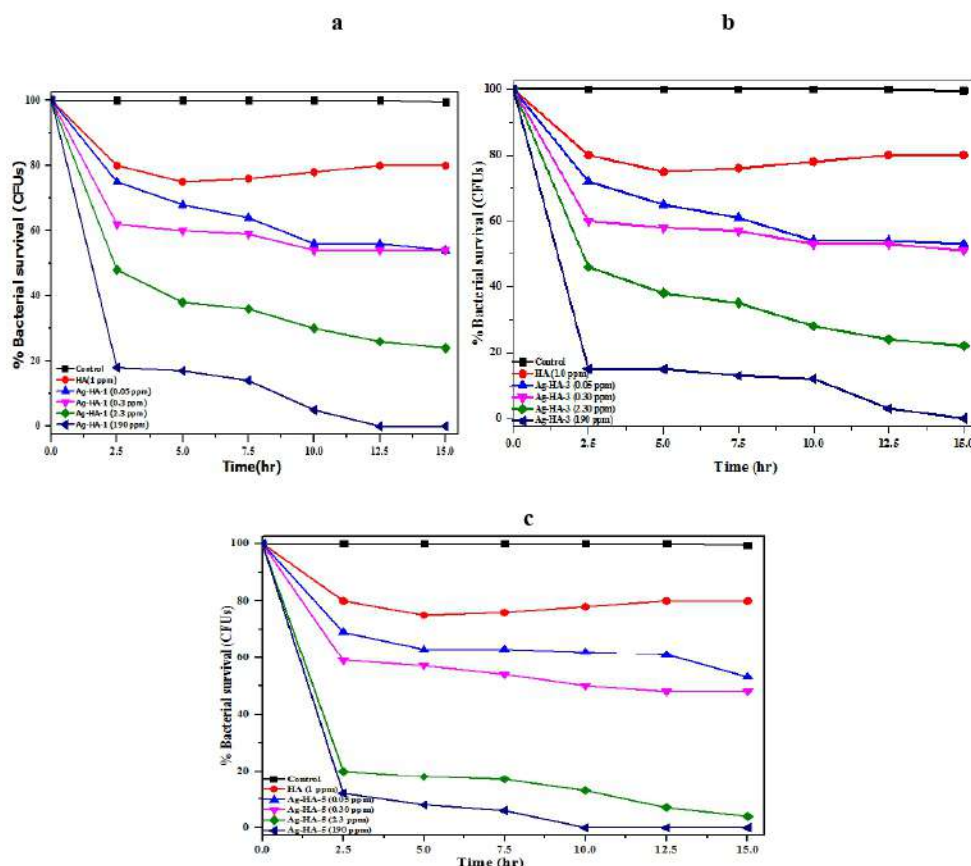 a
% Bacterial survival (CFUs)
100
80
60
40
20
0
Control
HA(1 ppm)
Ag-HA-1 (0.05 ppm)
Ag-HA-1 (0.3 ppm)
Ag-HA-1 (2.3 ppm)
Ag-HA-1 (190 ppm)
0.0 2.5 5.0 7.5 10.0 12.5 15.0
Time(hr)
b
% Bacterial survival (CFUs)
100
80
60
40
20
0
Control
HA (1.0 ppm)
Ag-HA-3 (0.05 ppm)
Ag-HA-3 (0.30 ppm)
Ag-HA-3 (2.30 ppm)
Ag-HA-3 (190 ppm)
0.0 2.5 5.0 7.5 10.0 12.5 15.0
Time (hr)
c
% Bacterial survival (CFUs)
100
80
60
40
20
0
Control
HA (1 ppm)
Ag-HA-5 (0.05 ppm)
Ag-HA-5 (0.30 ppm)
Ag-HA-5 (2.3 ppm)
Ag-HA-5 (190 ppm)
0.0 2.5 5.0 7.5 10.0 12.5 15.0
Time (hr)